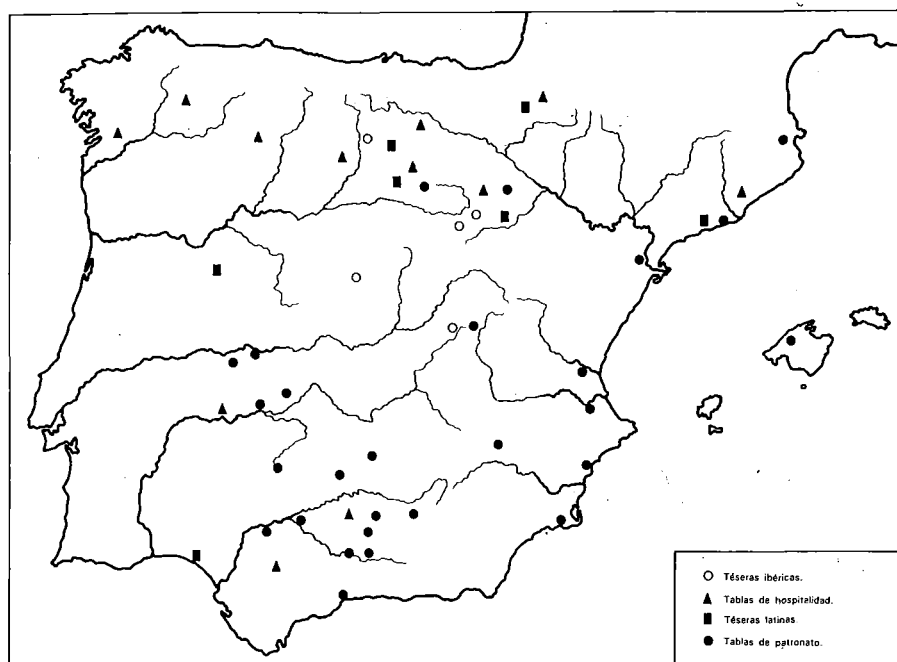 Téseras ibéricas.
Tablas de hospitalidad.
Téseras latinas.
Tablas de patronato.